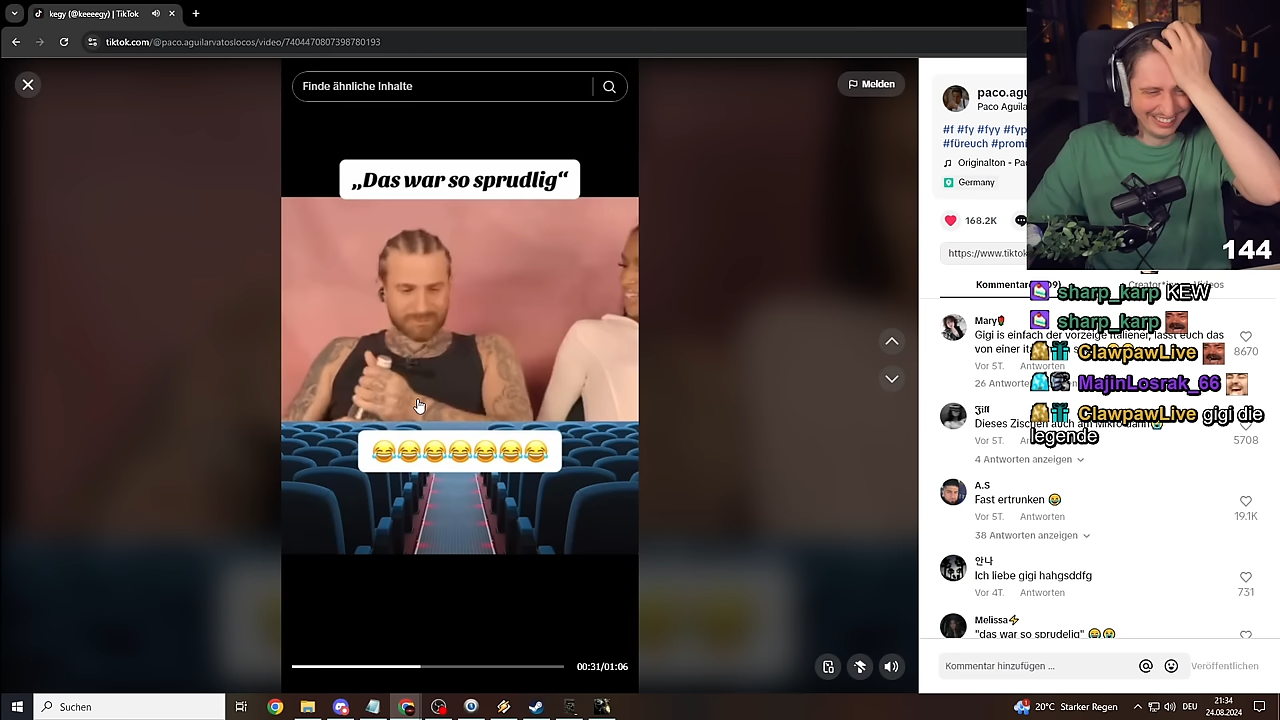 kegy (@keeeegy) | TikTok
tiktok.com/@paco.aguilarvatoslocos/video/7404470807398780193
Finde ähnliche Inhalte
Melden
„Das war so sprudlig“
😂😂😂😂😂😂😂
00:31/01:06
paco.agu
Paco Aguila
#f #fy #fyy #fyp
#füreuch #promi
Originalton - Pa
Germany
168.2K
https://www.tiktok
144
Kommentare
Creator*in
Videos
sharp_karp KEW
sharp_karp
ClawpawLive
MajinLosrak_66
ClawpawLive gigi die
legende
Mary🌹
Gigi is einfach der vorzeige Italiener, lasst euch das
von einer
Vor 5T. Antworten
8670
26 Antworten
Dieses Zischen auch am Mikro dann😭
Vor 5T.
5708
4 Antworten anzeigen
A.S
Fast ertrunken 😂
Vor 5T. Antworten
19.1K
38 Antworten anzeigen
안나
Ich liebe gigi hahgsddfg
Vor 4T. Antworten
731
Melissa⚡
"das war so sprudelig" 😂😭
Kommentar hinzufügen ...
Veröffentlichen
Suchen
20°C Starker Regen
DEU
21:34
24.08.2024